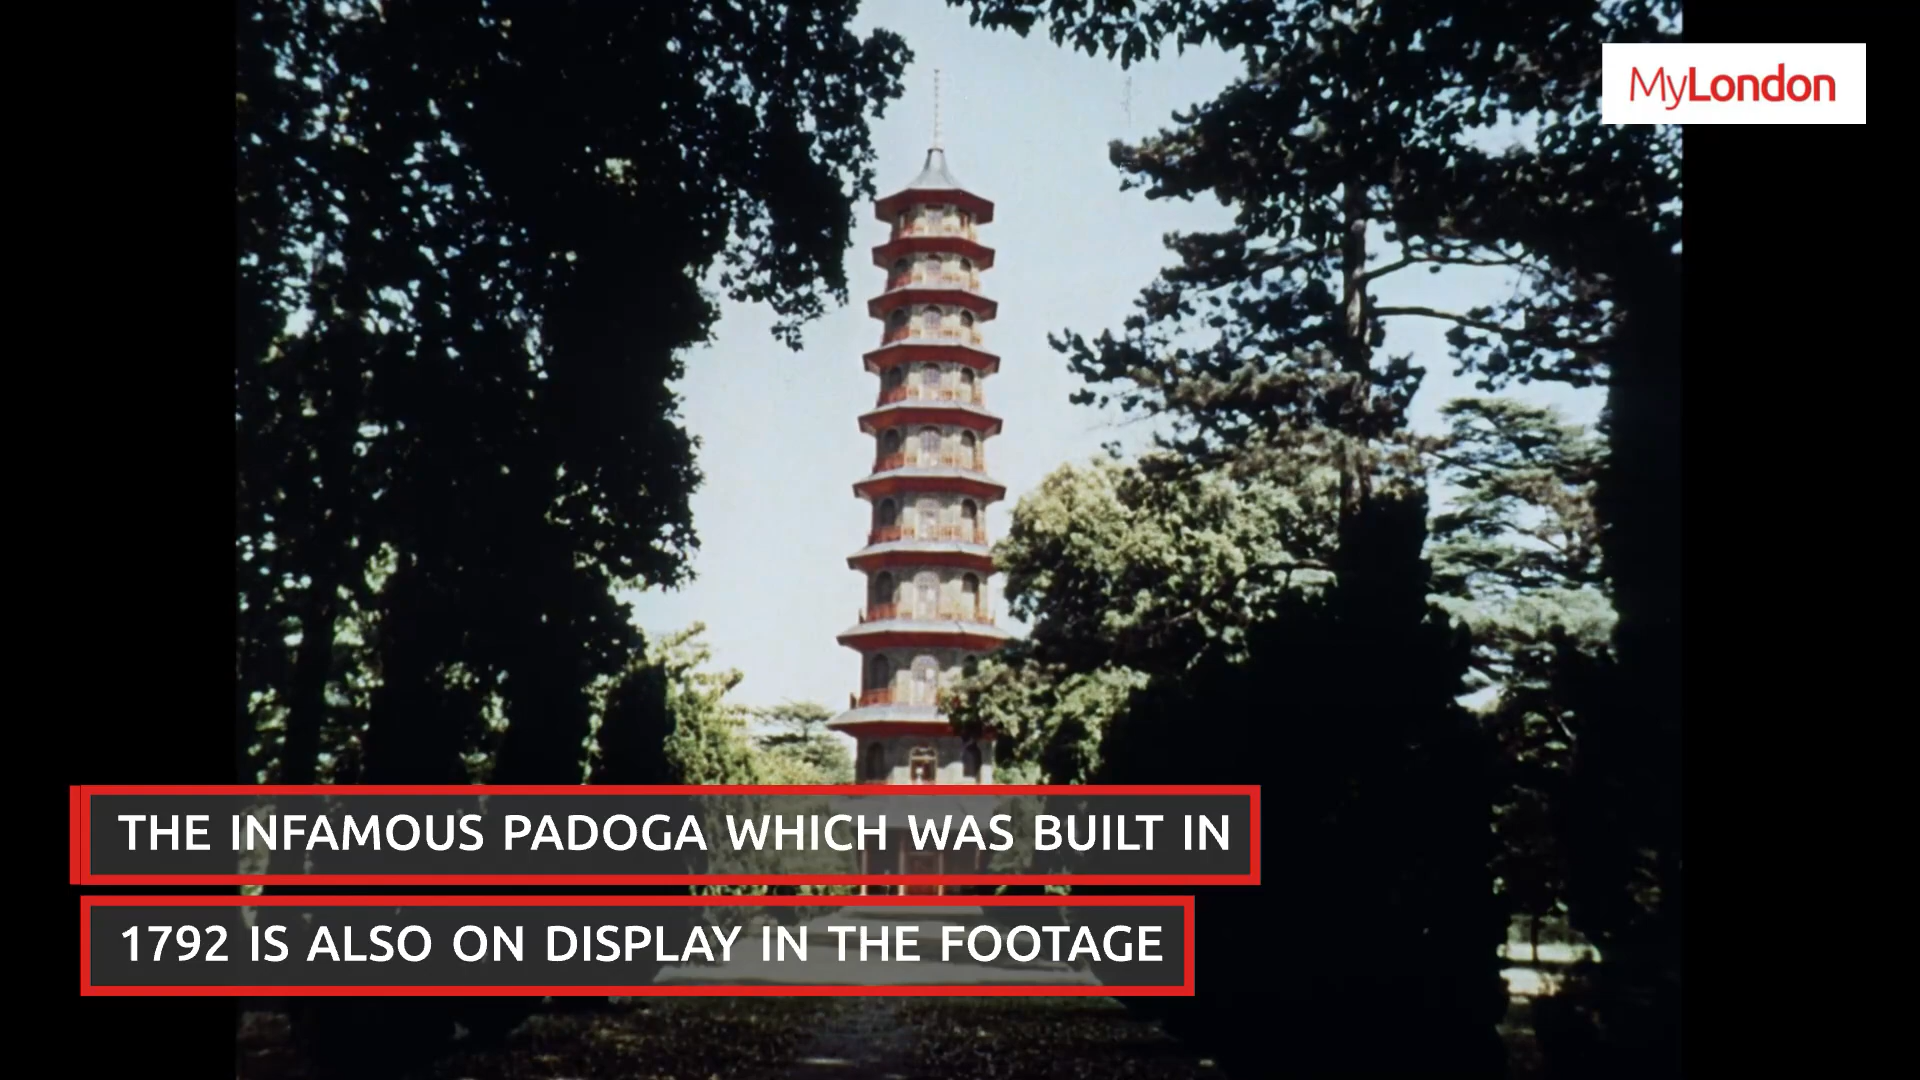 MyLondon
THE INFAMOUS PADOGA WHICH WAS BUILT IN
1792 IS ALSO ON DISPLAY IN THE FOOTAGE